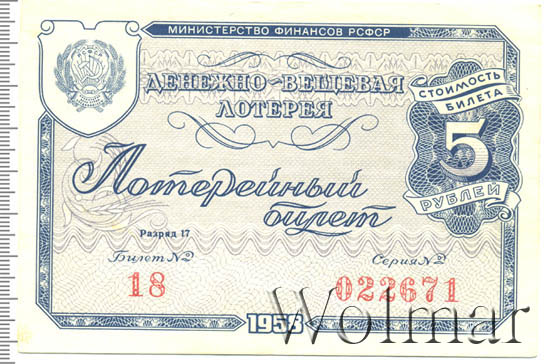 МИНИСТЕРСТВО ФИНАНСОВ РСФСР
ДЕНЕЖНО-ВЕЩЕВАЯ
ЛОТЕРЕЯ
СТОИМОСТЬ
БИЛЕТА
5
РУБЛЕЙ
Лотерейный
билет
Разряд 17
Билет №
Серия №
18
022671
1958
Wolmar